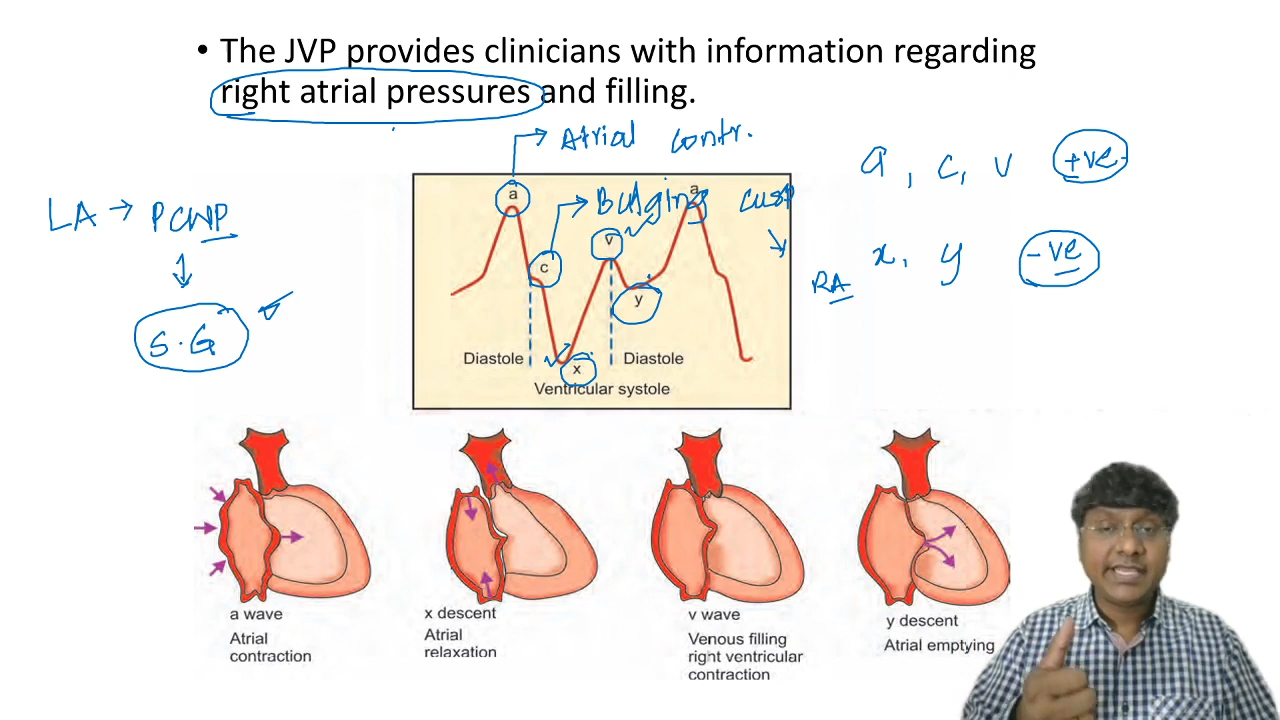 • The JVP provides clinicians with information regarding
right atrial pressures and filling.
Atrial contr.
a, c, v +ve
LA → PCWP
a
Bulging cusp
a
v
c
x, y -ve
RA
y
S.G
Diastole
x
Diastole
Ventricular systole
a wave
Atrial
contraction
x descent
Atrial
relaxation
v wave
Venous filling
right ventricular
contraction
y descent
Atrial emptying